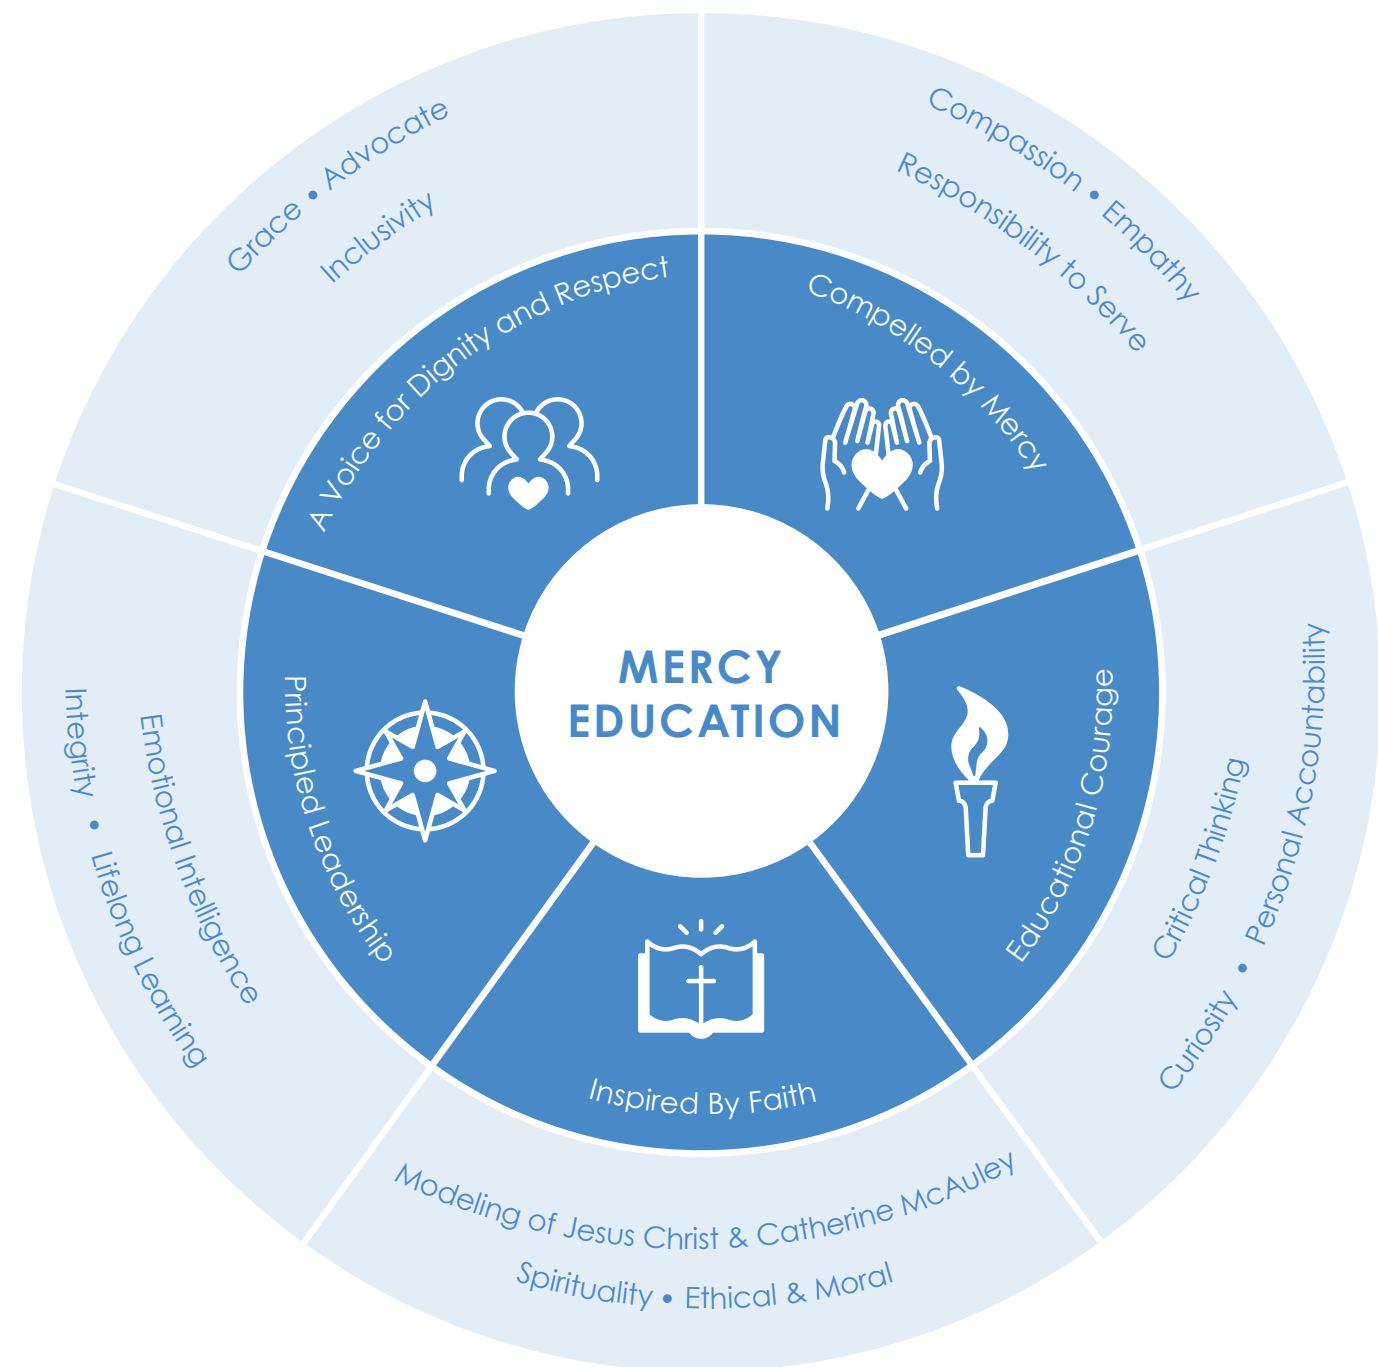 MERCY
EDUCATION
Compelled by Mercy
Compassion • Empathy
Responsibility to Serve
Educational Courage
Critical Thinking
Curiosity • Personal Accountability
Inspired By Faith
Modeling of Jesus Christ & Catherine McAuley
Spirituality • Ethical & Moral
Principled Leadership
Emotional Intelligence
Integrity • Lifelong Learning
A Voice for Dignity and Respect
Grace • Advocate
Inclusivity